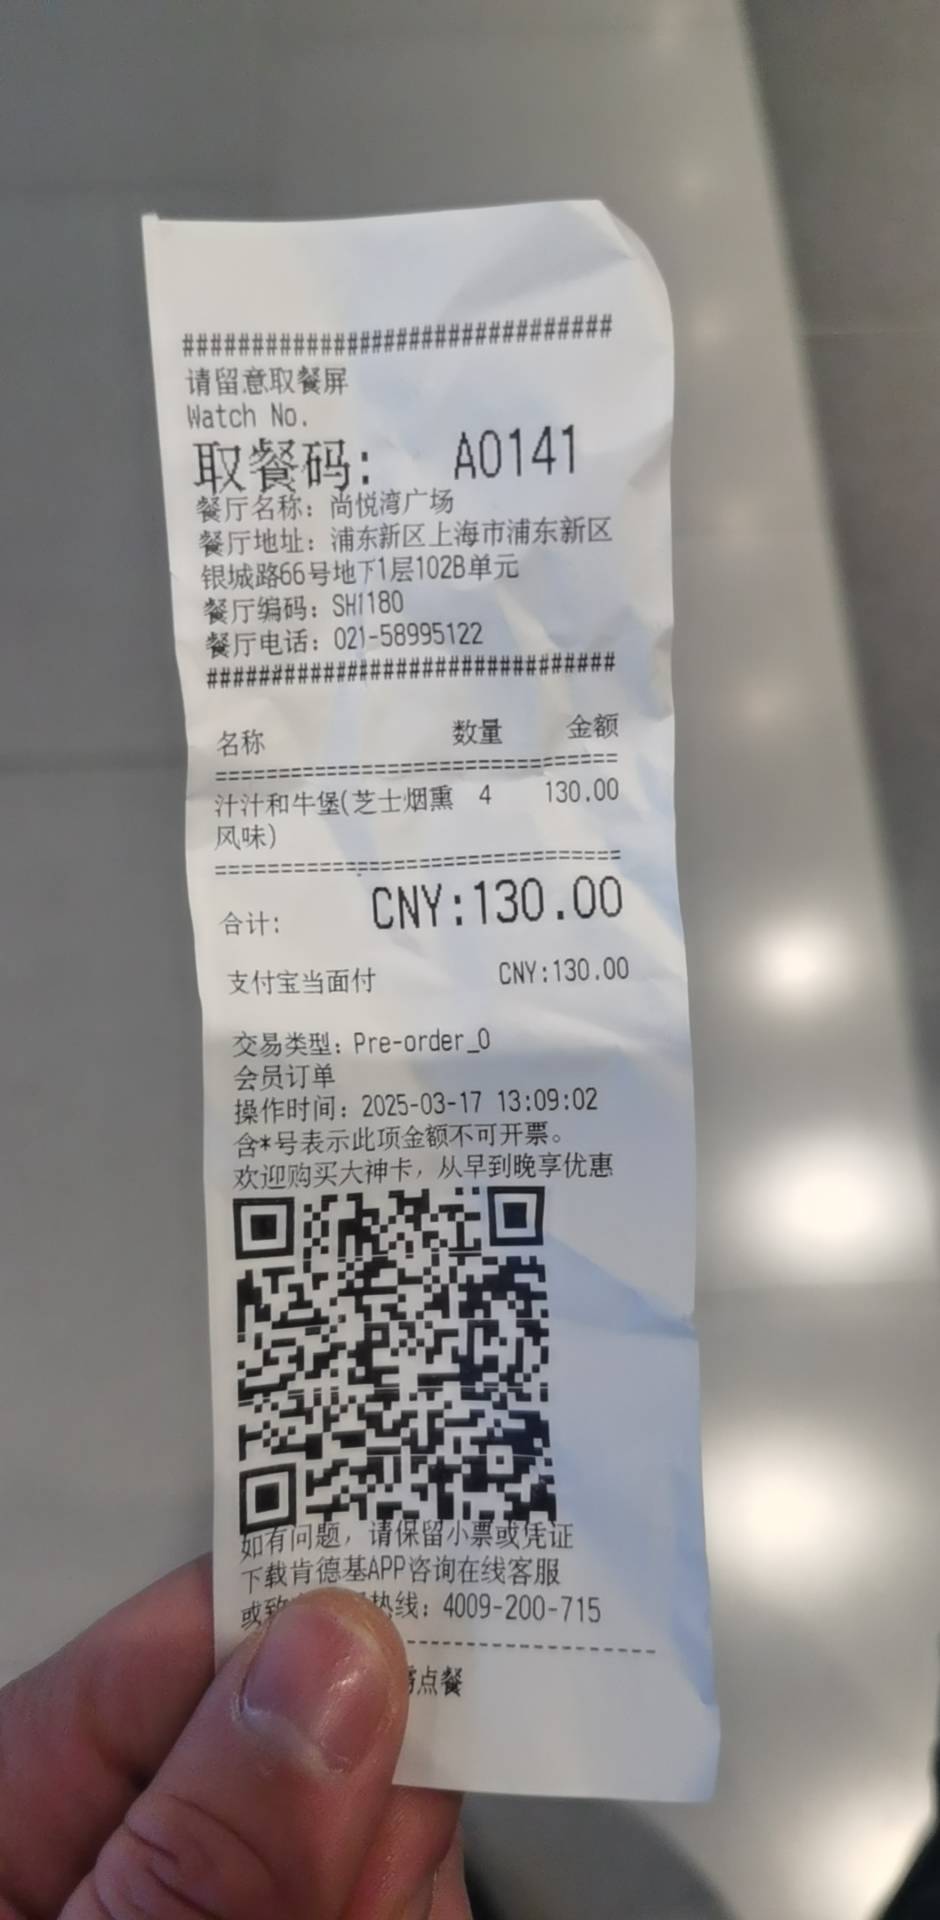 ################################
请留意取餐屏
Watch No.
取餐码： A0141
餐厅名称：尚悦湾广场
餐厅地址：浦东新区上海市浦东新区
银城路66号地下1层102B单元
餐厅编码：SHI180
餐厅电话：021-58995122
################################
名称 数量 金额
================================
汁汁和牛堡(芝士烟熏 4 130.00
风味)
================================
合计： CNY:130.00
支付宝当面付 CNY:130.00
交易类型：Pre-order_0
会员订单
操作时间：2025-03-17 13:09:02
含*号表示此项金额不可开票。
欢迎购买大神卡，从早到晚享优惠
如有问题，请保留小票或凭证
下载肯德基APP咨询在线客服
或致 热线：4009-200-715
点餐